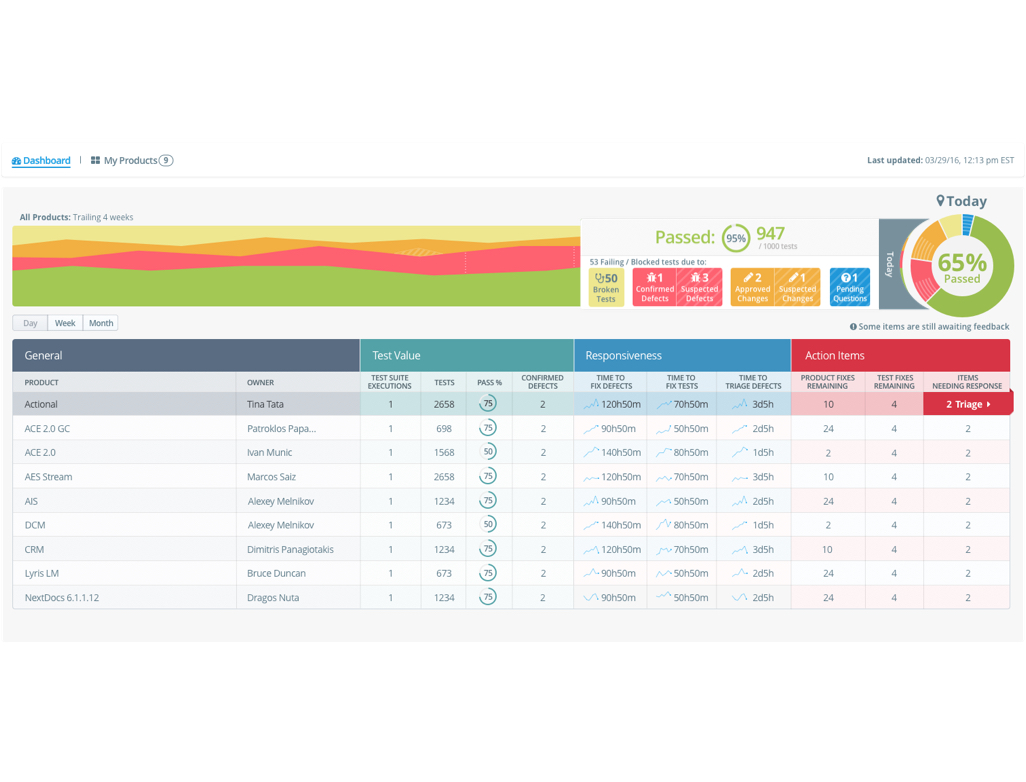 Dashboard | My Products 9
Last updated: 03/29/16, 12:13 pm EST
Today
All Products: Trailing 4 weeks
Passed: 95% 947 / 1000 tests
53 Failing / Blocked tests due to:
50 Broken Tests
1 Confirmed Defects
3 Suspected Defects
2 Approved Changes
1 Suspected Changes
1 Pending Questions
Today
65%
Passed
Day Week Month
Some items are still awaiting feedback
General Test Value Responsiveness Action Items
PRODUCT OWNER TEST SUITE EXECUTIONS TESTS PASS % CONFIRMED DEFECTS TIME TO FIX DEFECTS TIME TO FIX TESTS TIME TO TRIAGE DEFECTS PRODUCT FIXES REMAINING TEST FIXES REMAINING ITEMS NEEDING RESPONSE
Actional Tina Tata 1 2658 75 2 120h50m 70h50m 3d5h 10 4 2 Triage
ACE 2.0 GC Patroklos Papa... 1 698 75 2 90h50m 50h50m 2d5h 24 4 2
ACE 2.0 Ivan Munic 1 1568 50 2 140h50m 80h50m 1d5h 2 4 2
AES Stream Marcos Saiz 1 2658 75 2 120h50m 70h50m 3d5h 10 4 2
AIS Alexey Melnikov 1 1234 75 2 90h50m 50h50m 2d5h 24 4 2
DCM Alexey Melnikov 1 673 50 2 140h50m 80h50m 1d5h 2 4 2
CRM Dimitris Panagiotakis 1 1234 75 2 120h50m 70h50m 3d5h 10 4 2
Lyris LM Bruce Duncan 1 673 75 2 90h50m 50h50m 2d5h 24 4 2
NextDocs 6.1.1.12 Dragos Nuta 1 1234 75 2 90h50m 50h50m 2d5h 24 4 2